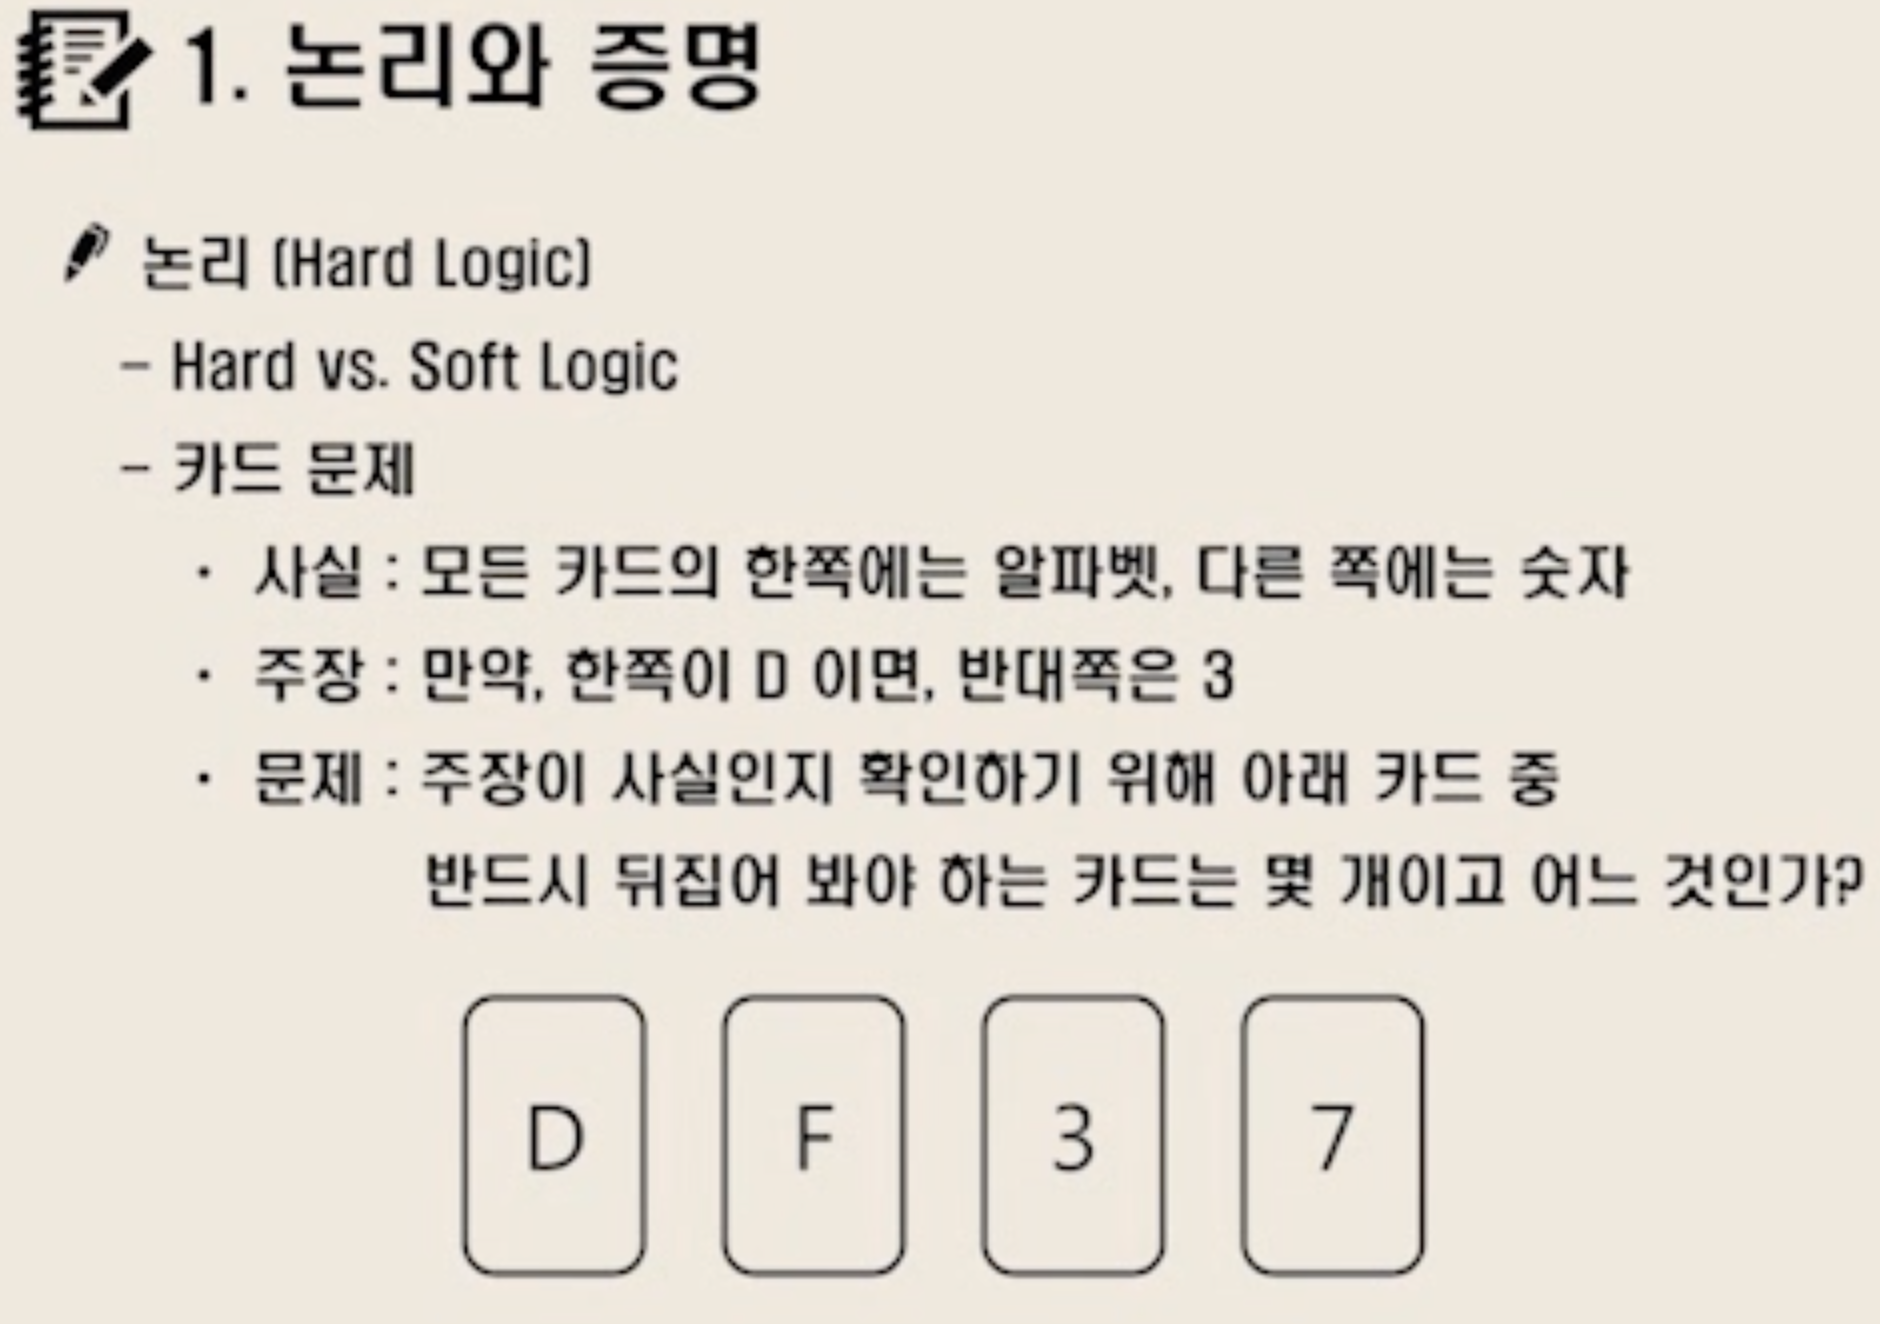 1. 논리와 증명
논리 (Hard Logic)
– Hard vs. Soft Logic
– 카드 문제
· 사실 : 모든 카드의 한쪽에는 알파벳, 다른 쪽에는 숫자
· 주장 : 만약, 한쪽이 D 이면, 반대쪽은 3
· 문제 : 주장이 사실인지 확인하기 위해 아래 카드 중
반드시 뒤집어 봐야 하는 카드는 몇 개이고 어느 것인가?
D F 3 7